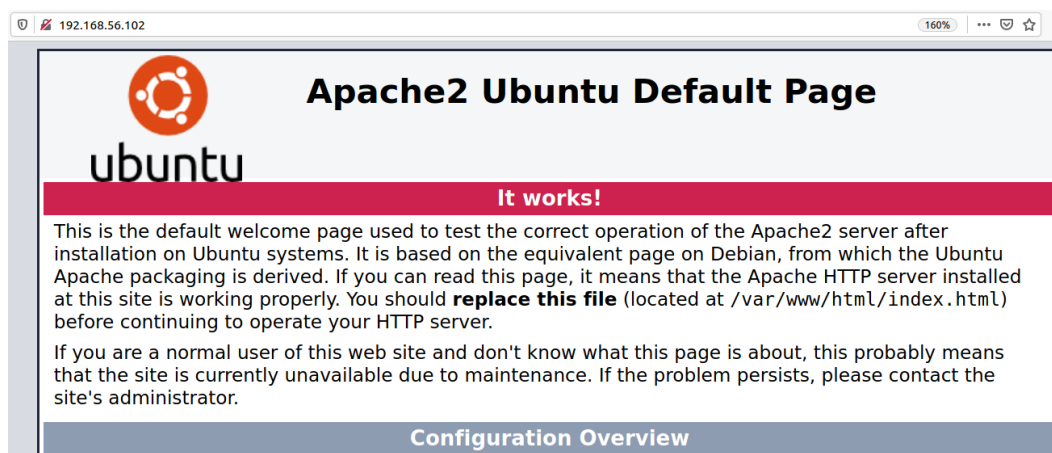 192.168.56.102
160%
Apache2 Ubuntu Default Page
ubuntu
It works!
This is the default welcome page used to test the correct operation of the Apache2 server after
installation on Ubuntu systems. It is based on the equivalent page on Debian, from which the Ubuntu
Apache packaging is derived. If you can read this page, it means that the Apache HTTP server installed
at this site is working properly. You should replace this file (located at /var/www/html/index.html)
before continuing to operate your HTTP server.
If you are a normal user of this web site and don't know what this page is about, this probably means
that the site is currently unavailable due to maintenance. If the problem persists, please contact the
site's administrator.
Configuration Overview